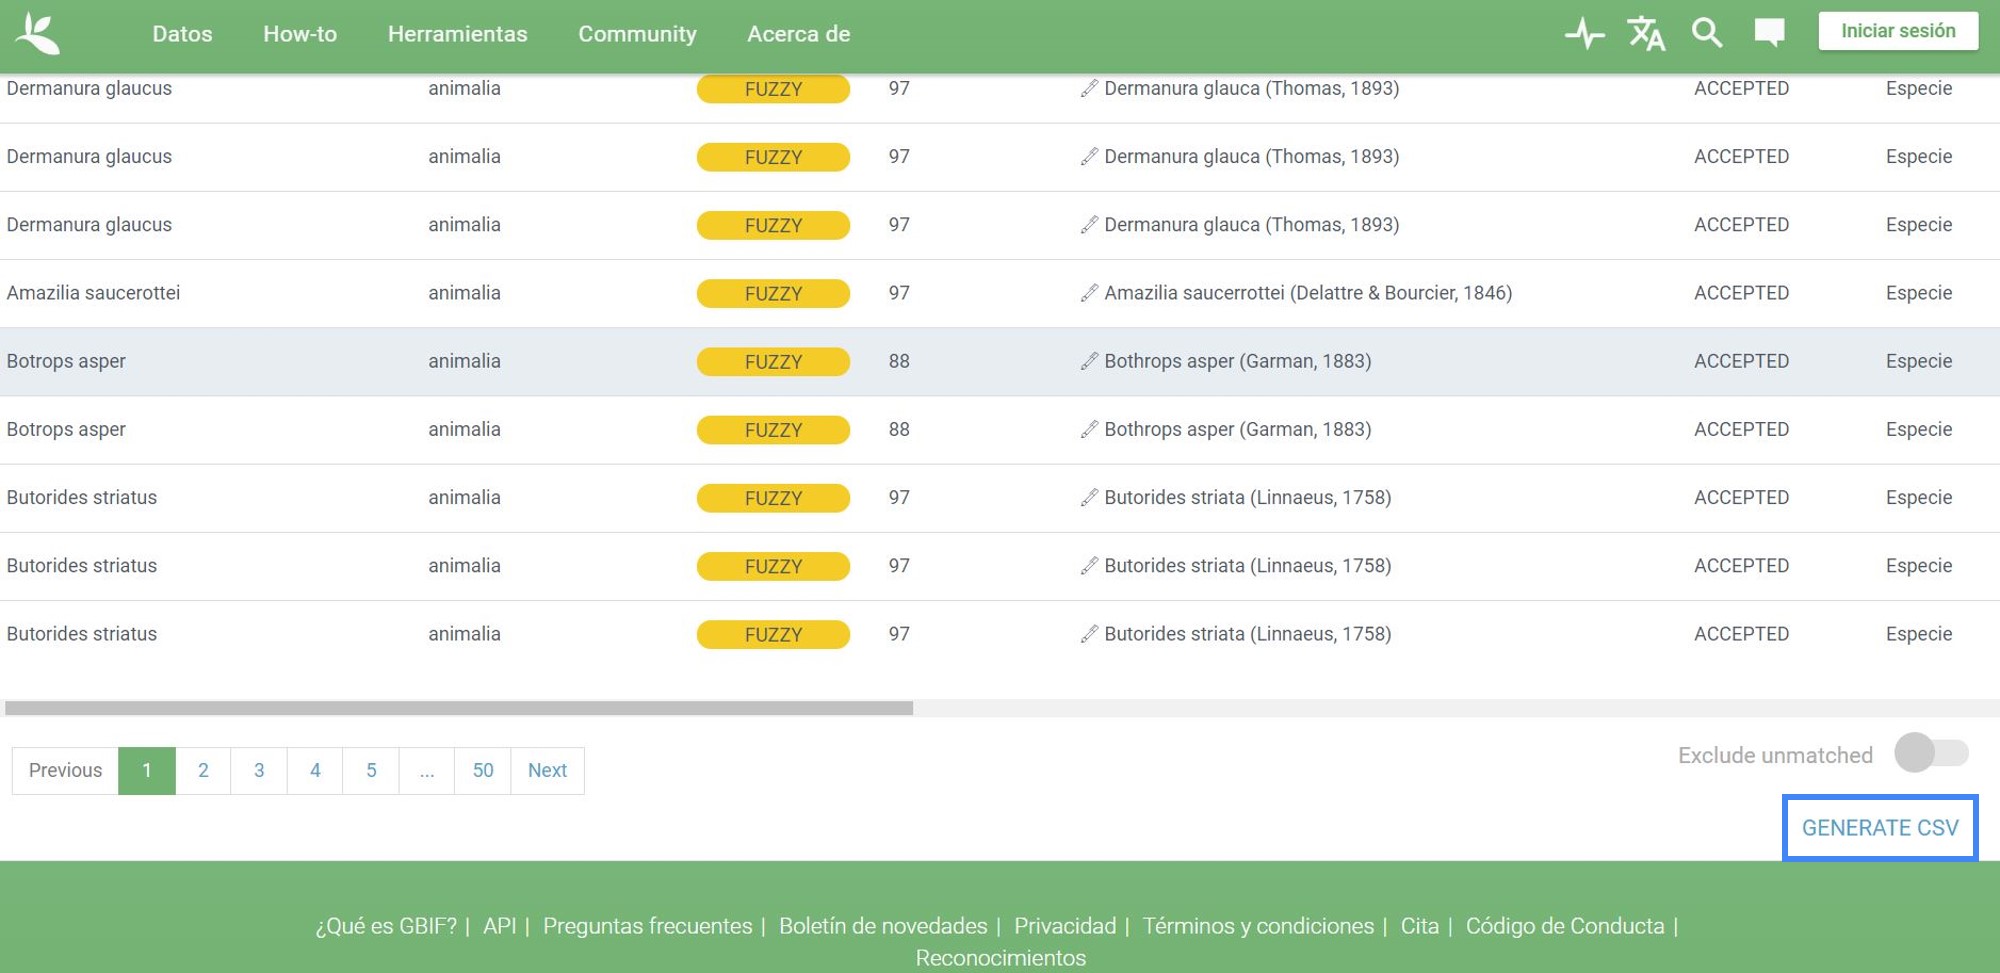 Datos How-to Herramientas Community Acerca de Iniciar sesión
Dermanura glaucus animalia FUZZY 97 Dermanura glauca (Thomas, 1893) ACCEPTED Especie
Dermanura glaucus animalia FUZZY 97 Dermanura glauca (Thomas, 1893) ACCEPTED Especie
Dermanura glaucus animalia FUZZY 97 Dermanura glauca (Thomas, 1893) ACCEPTED Especie
Amazilia saucerottei animalia FUZZY 97 Amazilia saucerrottei (Delattre & Bourcier, 1846) ACCEPTED Especie
Botrops asper animalia FUZZY 88 Bothrops asper (Garman, 1883) ACCEPTED Especie
Botrops asper animalia FUZZY 88 Bothrops asper (Garman, 1883) ACCEPTED Especie
Butorides striatus animalia FUZZY 97 Butorides striata (Linnaeus, 1758) ACCEPTED Especie
Butorides striatus animalia FUZZY 97 Butorides striata (Linnaeus, 1758) ACCEPTED Especie
Butorides striatus animalia FUZZY 97 Butorides striata (Linnaeus, 1758) ACCEPTED Especie
Exclude unmatched
Previous 1 2 3 4 5 ... 50 Next
GENERATE CSV
¿Qué es GBIF? | API | Preguntas frecuentes | Boletín de novedades | Privacidad | Términos y condiciones | Cita | Código de Conducta |
Reconocimientos